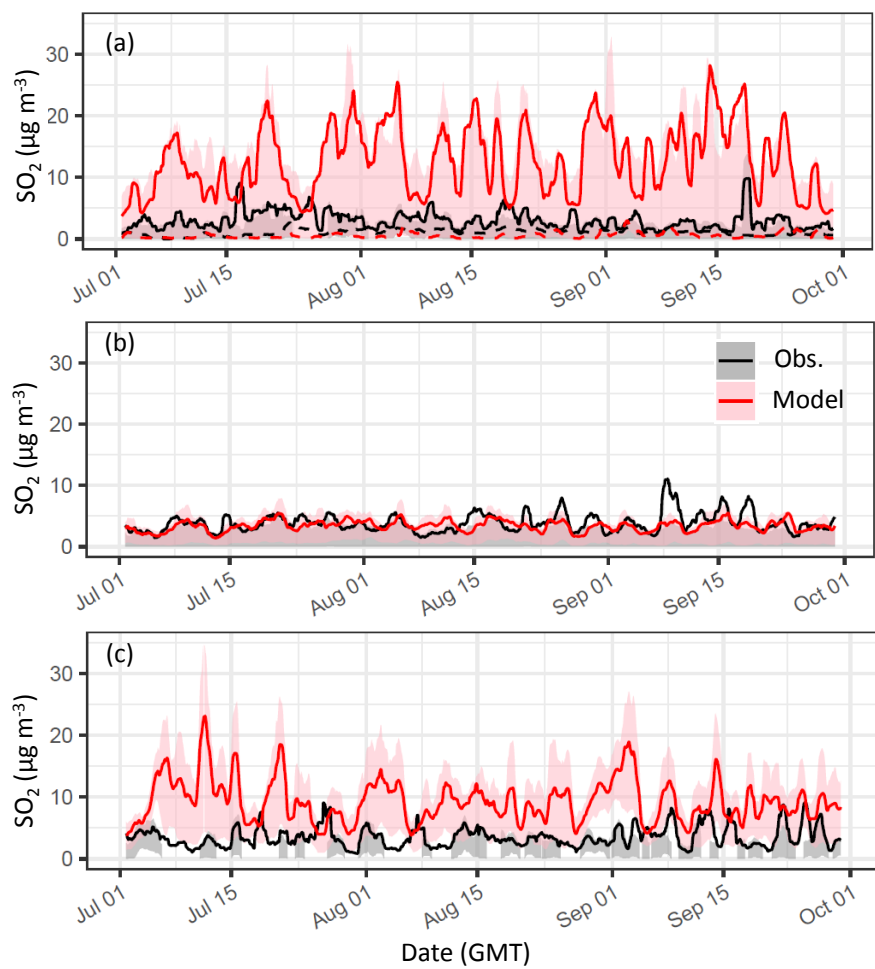 (a)
SO₂ (µg m⁻³)
30
20
10
0
Jul 01
Jul 15
Aug 01
Aug 15
Sep 01
Sep 15
Oct 01
(b)
Obs.
Model
SO₂ (µg m⁻³)
30
20
10
0
Jul 01
Jul 15
Aug 01
Aug 15
Sep 01
Sep 15
Oct 01
(c)
SO₂ (µg m⁻³)
30
20
10
0
Jul 01
Jul 15
Aug 01
Aug 15
Sep 01
Sep 15
Oct 01
Date (GMT)